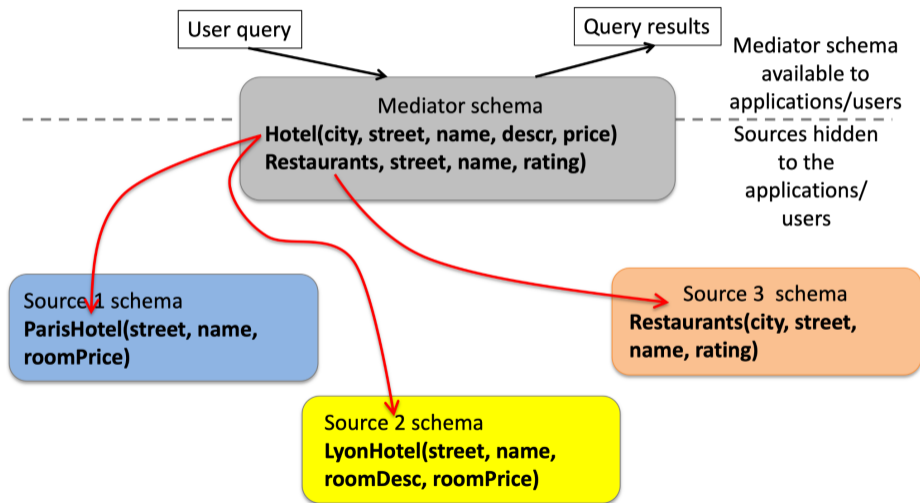 User query
Query results
Mediator schema
available to
applications/users
Mediator schema
Hotel(city, street, name, descr, price)
Restaurants, street, name, rating)
Sources hidden
to the
applications/
users
Source 1 schema
ParisHotel(street, name,
roomPrice)
Source 3 schema
Restaurants(city, street,
name, rating)
Source 2 schema
LyonHotel(street, name,
roomDesc, roomPrice)